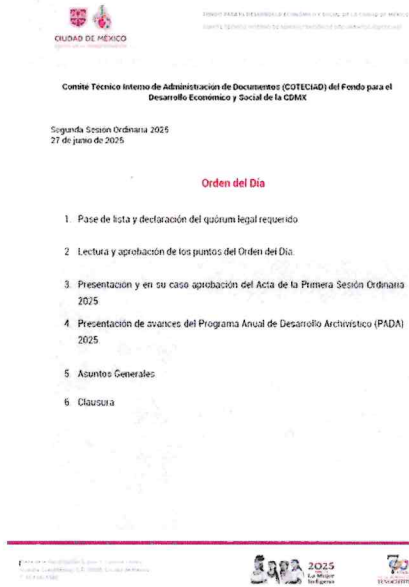 CIUDAD DE MÉXICO
Comité Técnico Interno de Administración de Documentos (COTECIAD) del Fondo para el
Desarrollo Económico y Social de la CDMX
Segunda Sesión Ordinaria 2025
27 de junio de 2025
Orden del Día
1. Pase de lista y declaración del quórum legal requerido
2. Lectura y aprobación de los puntos del Orden del Día.
3. Presentación y en su caso aprobación del Acta de la Primera Sesión Ordinaria
2025
4. Presentación de avances del Programa Anual de Desarrollo Archivístico (PADA)
2025
5. Asuntos Generales
6. Clausura
2025
La Mujer
Indígena